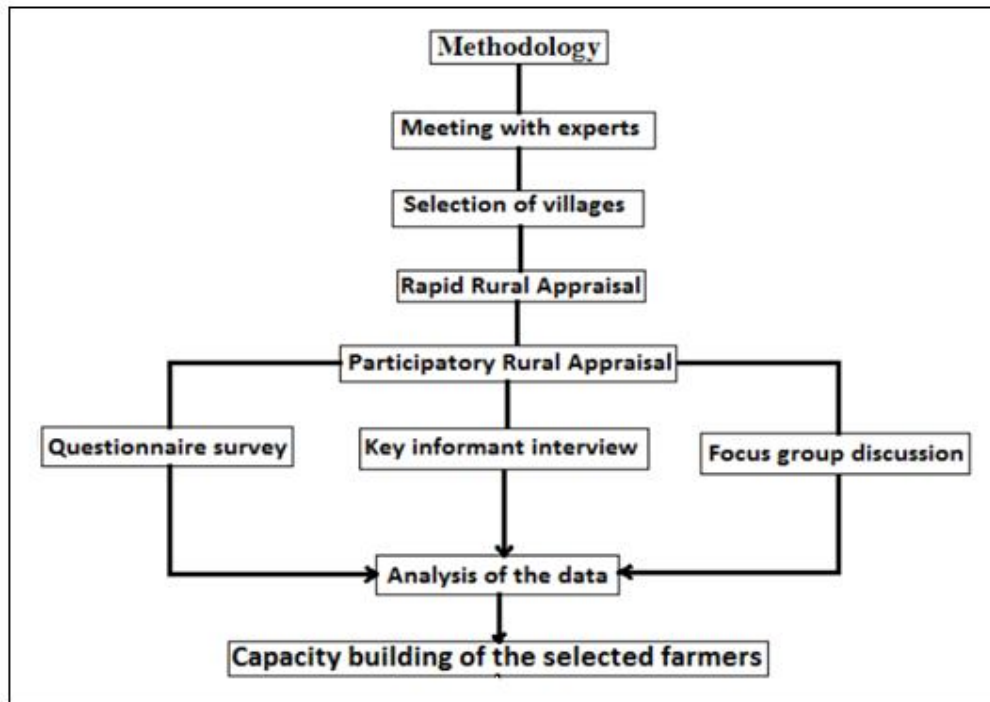 Methodology
Meeting with experts
Selection of villages
Rapid Rural Appraisal
Participatory Rural Appraisal
Questionnaire survey
Key informant interview
Focus group discussion
Analysis of the data
Capacity building of the selected farmers